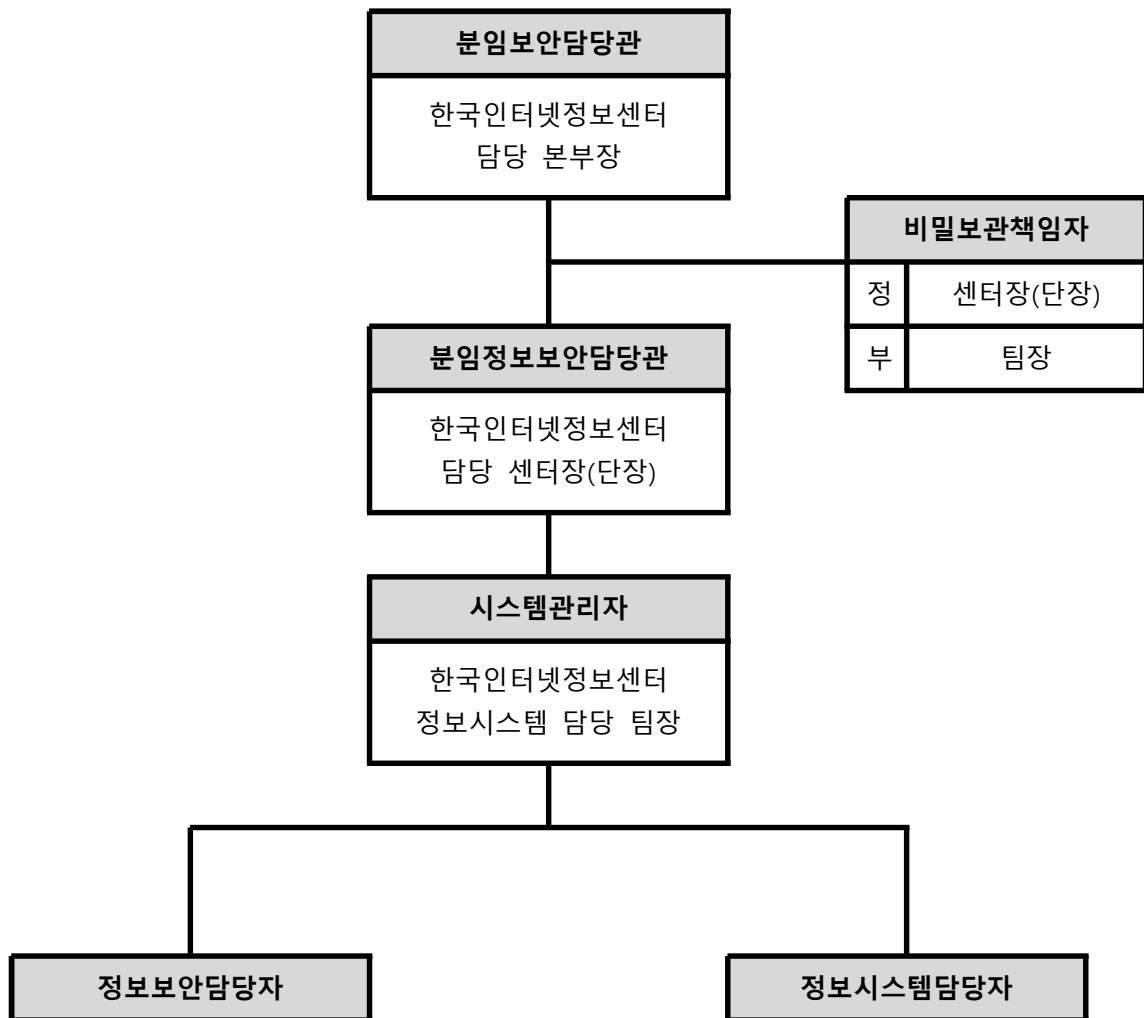 분임보안담당관
한국인터넷정보센터
담당 본부장
비밀보관책임자
정 센터장(단장)
부 팀장
분임정보보안담당관
한국인터넷정보센터
담당 센터장(단장)
시스템관리자
한국인터넷정보센터
정보시스템 담당 팀장
정보보안담당자
정보시스템담당자